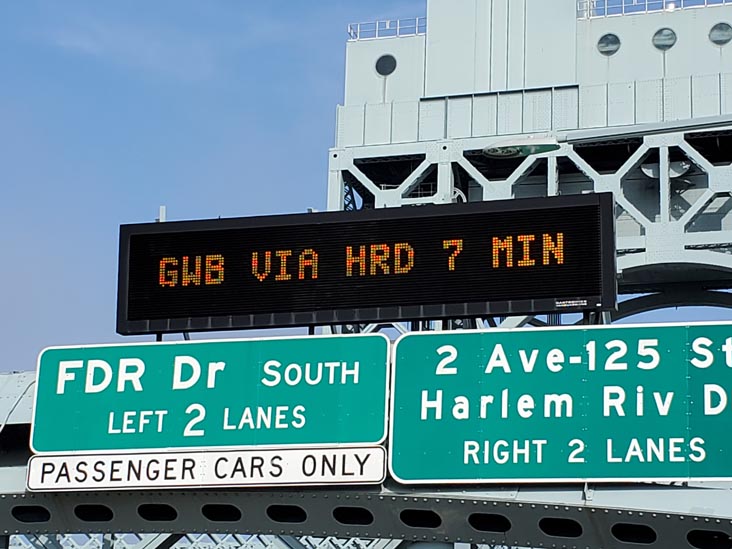 GWB VIA HRD 7 MIN
FDR Dr SOUTH
LEFT 2 LANES
PASSENGER CARS ONLY
2 Ave-125 St
Harlem Riv D
RIGHT 2 LANES